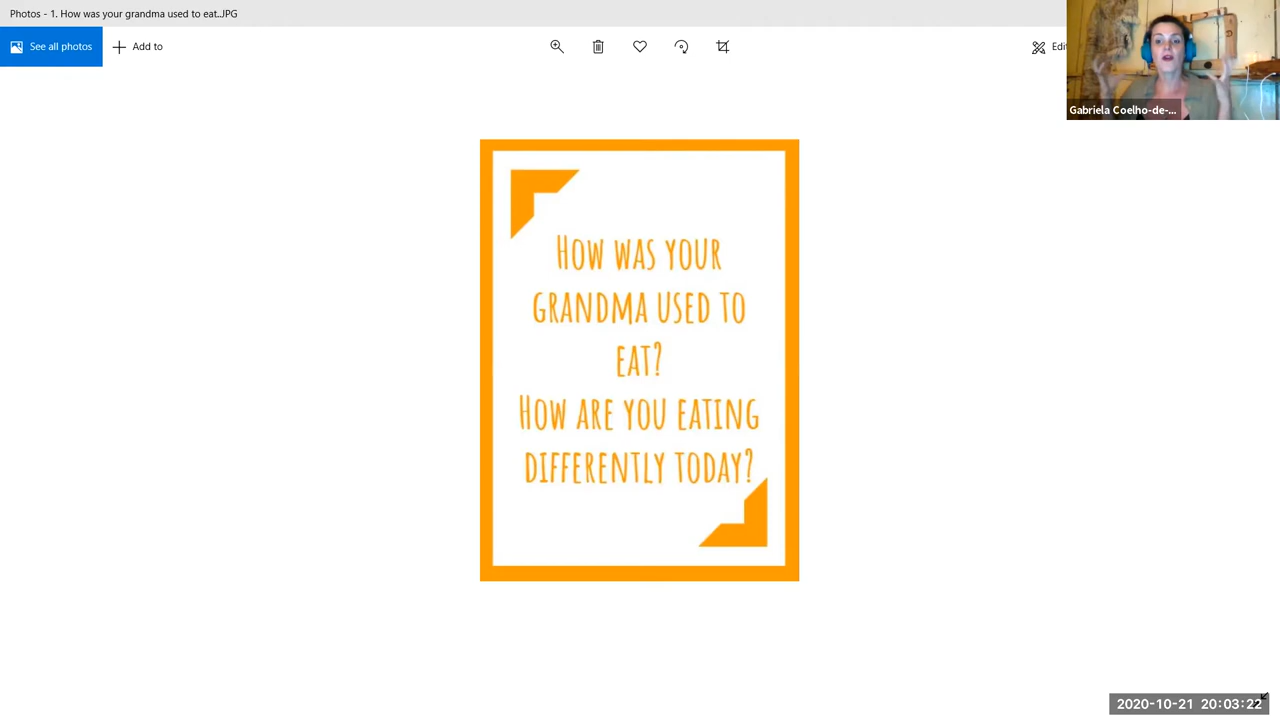 Photos - 1. How was your grandma used to eat..JPG
See all photos
Add to
Gabriela Coelho-de-...
How was your
grandma used to
eat?
How are you eating
differently today?
2020-10-21 20:03:22